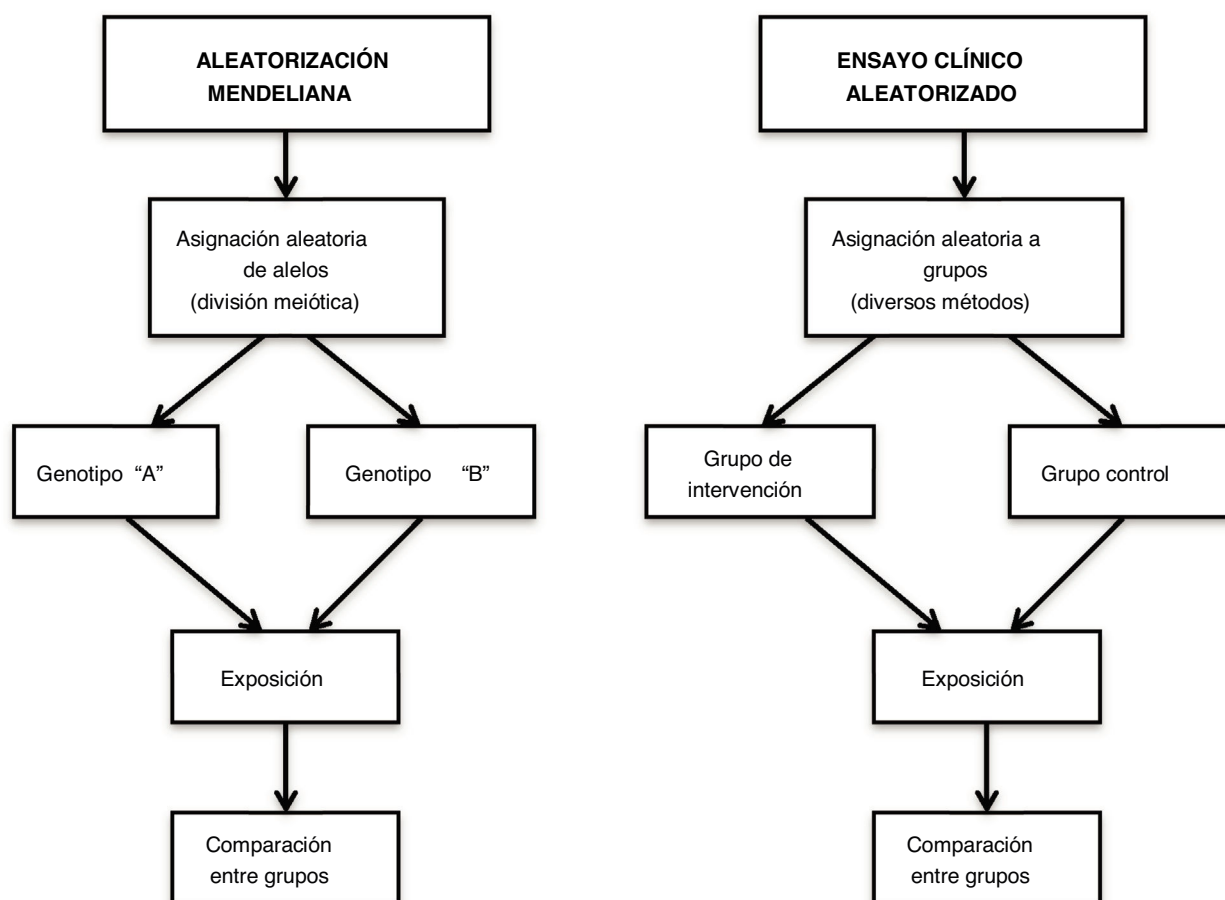 ALEATORIZACIÓN
MENDELIANA
Asignación aleatoria
de alelos
(división meiótica)
Genotipo “A”
Genotipo “B”
Exposición
Comparación
entre grupos
ENSAYO CLÍNICO
ALEATORIZADO
Asignación aleatoria a
grupos
(diversos métodos)
Grupo de
intervención
Grupo control
Exposición
Comparación
entre grupos